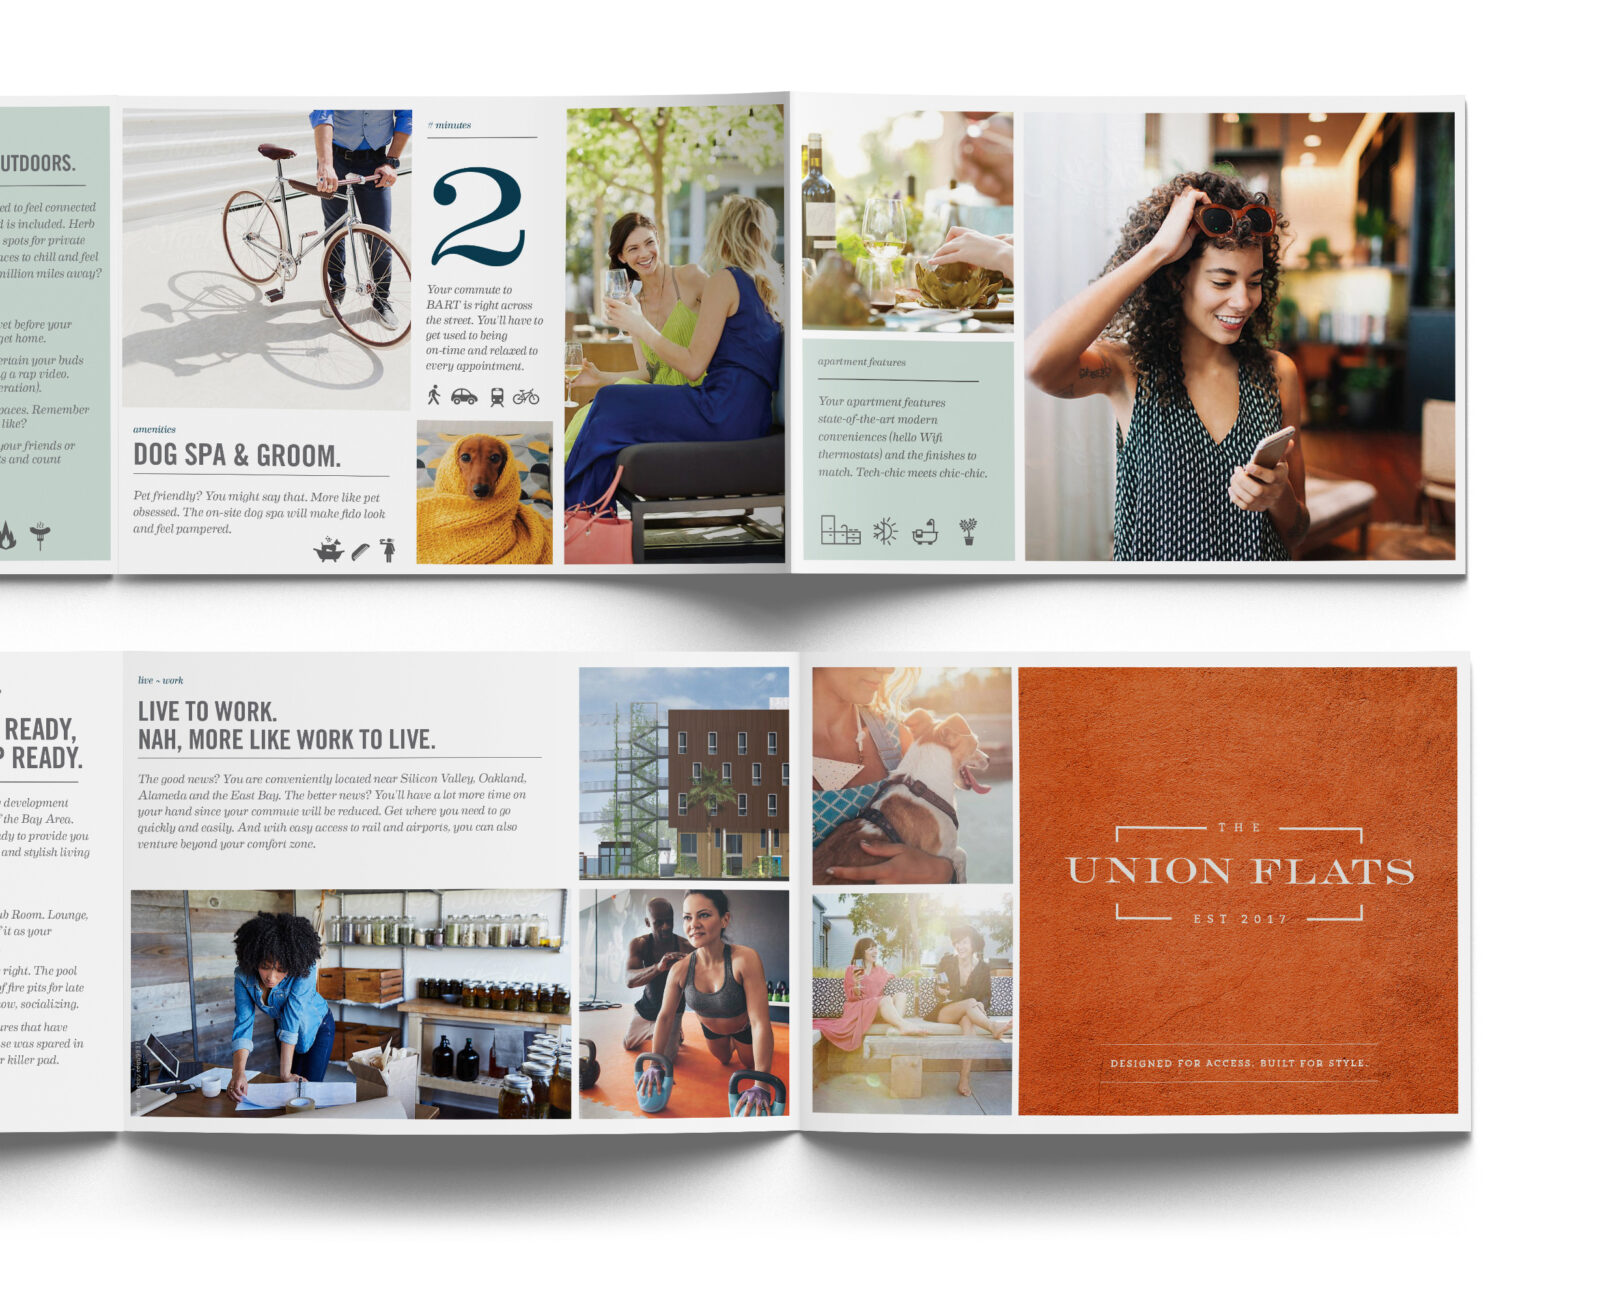 UTDOORS.
ed to feel connected
d is included. Herb
spots for private
ces to chill and feel
million miles away?
vet before your
get home.
ertain your buds
g a rap video.
eration).
paces. Remember
like?
your friends or
ts and count
# minutes
2
Your commute to
BART is right across
the street. You'll have to
get used to being
on-time and relaxed to
every appointment.
amenities
DOG SPA & GROOM.
Pet friendly? You might say that. More like pet
obsessed. The on-site dog spa will make fido look
and feel pampered.
apartment features
Your apartment features
state-of-the-art modern
conveniences (hello Wifi
thermostats) and the finishes to
match. Tech-chic meets chic-chic.
READY,
P READY.
development
f the Bay Area.
dy to provide you
and stylish living
ub Room. Lounge,
f it as your
right. The pool
of fire pits for late
ow, socializing.
ures that have
se was spared in
r killer pad.
live ~ work
LIVE TO WORK.
NAH, MORE LIKE WORK TO LIVE.
The good news? You are conveniently located near Silicon Valley, Oakland,
Alameda and the East Bay. The better news? You'll have a lot more time on
your hand since your commute will be reduced. Get where you need to go
quickly and easily. And with easy access to rail and airports, you can also
venture beyond your comfort zone.
THE
UNION FLATS
EST 2017
DESIGNED FOR ACCESS. BUILT FOR STYLE.